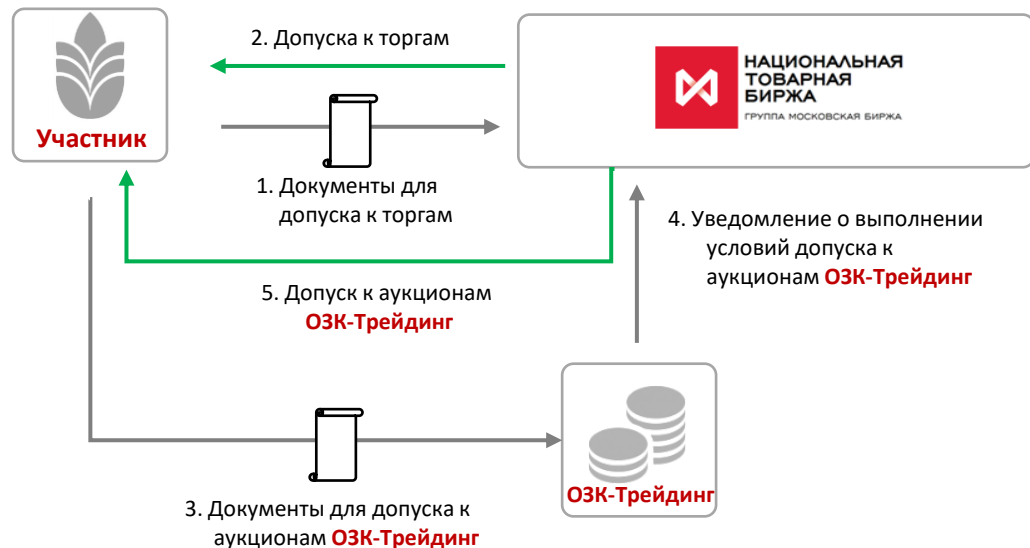 2. Допуска к торгам
НАЦИОНАЛЬНАЯ
ТОВАРНАЯ
БИРЖА
ГРУППА МОСКОВСКАЯ БИРЖА
Участник
1. Документы для
допуска к торгам
4. Уведомление о выполнении
условий допуска к
аукционам ОЗК-Трейдинг
5. Допуск к аукционам
ОЗК-Трейдинг
ОЗК-Трейдинг
3. Документы для допуска к
аукционам ОЗК-Трейдинг